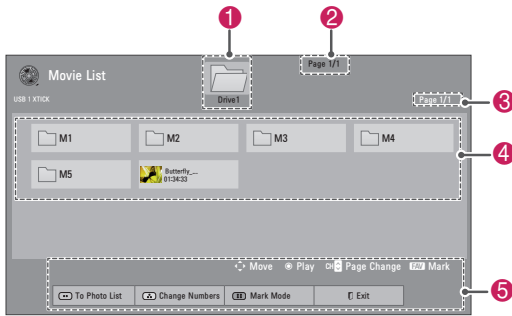 1
2
Page 1/1
Movie List
Drive1
USB 1 XTICK
Page 1/1
3
M1
M2
M3
M4
4
M5
Butterfly_...
01:34:33
Move
Play
CH
Page Change
FAV
Mark
To Photo List
Change Numbers
Mark Mode
Exit
5